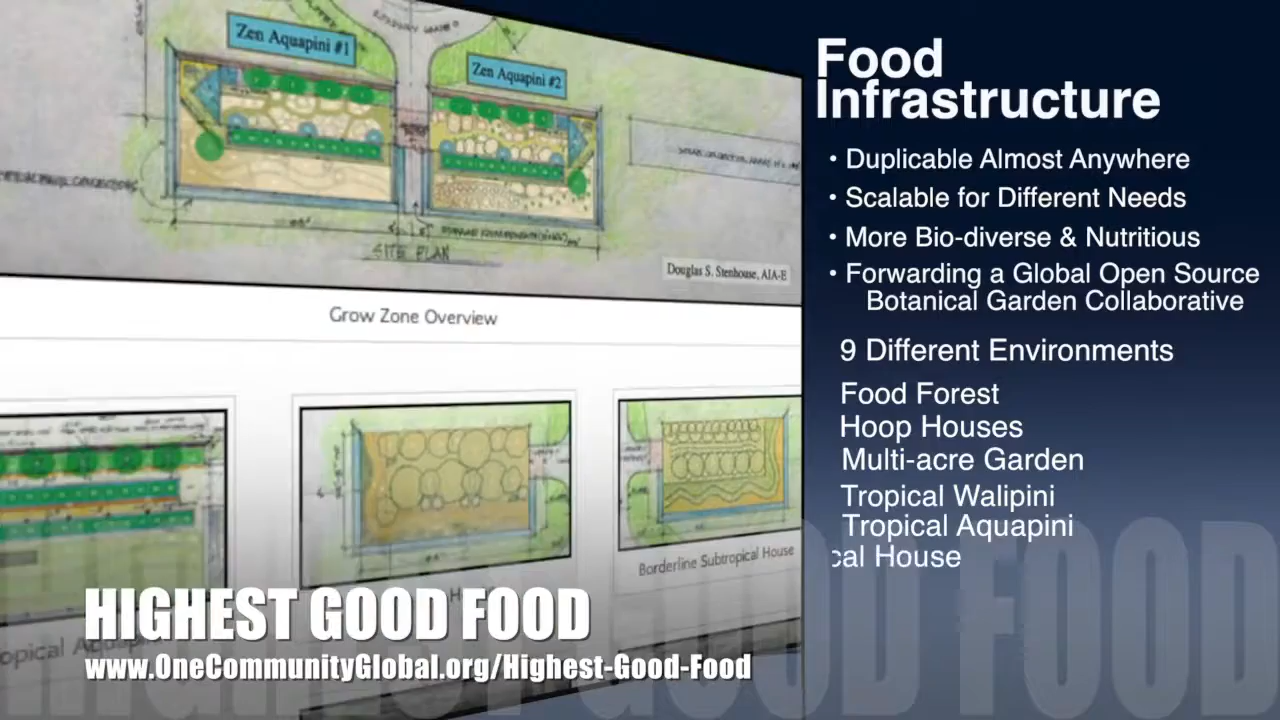 Zen Aquapini #1
Zen Aquapini #2
SITE PLAN
Douglas S. Stenhouse, AIA-E
Grow Zone Overview
Borderline Subtropical House
HIGHEST GOOD FOOD
www.OneCommunityGlobal.org/Highest-Good-Food
Food
Infrastructure
• Duplicable Almost Anywhere
• Scalable for Different Needs
• More Bio-diverse & Nutritious
• Forwarding a Global Open Source
Botanical Garden Collaborative
9 Different Environments
Food Forest
Hoop Houses
Multi-acre Garden
Tropical Walipini
Tropical Aquapini
cal House
HIGHEST GOOD FOOD